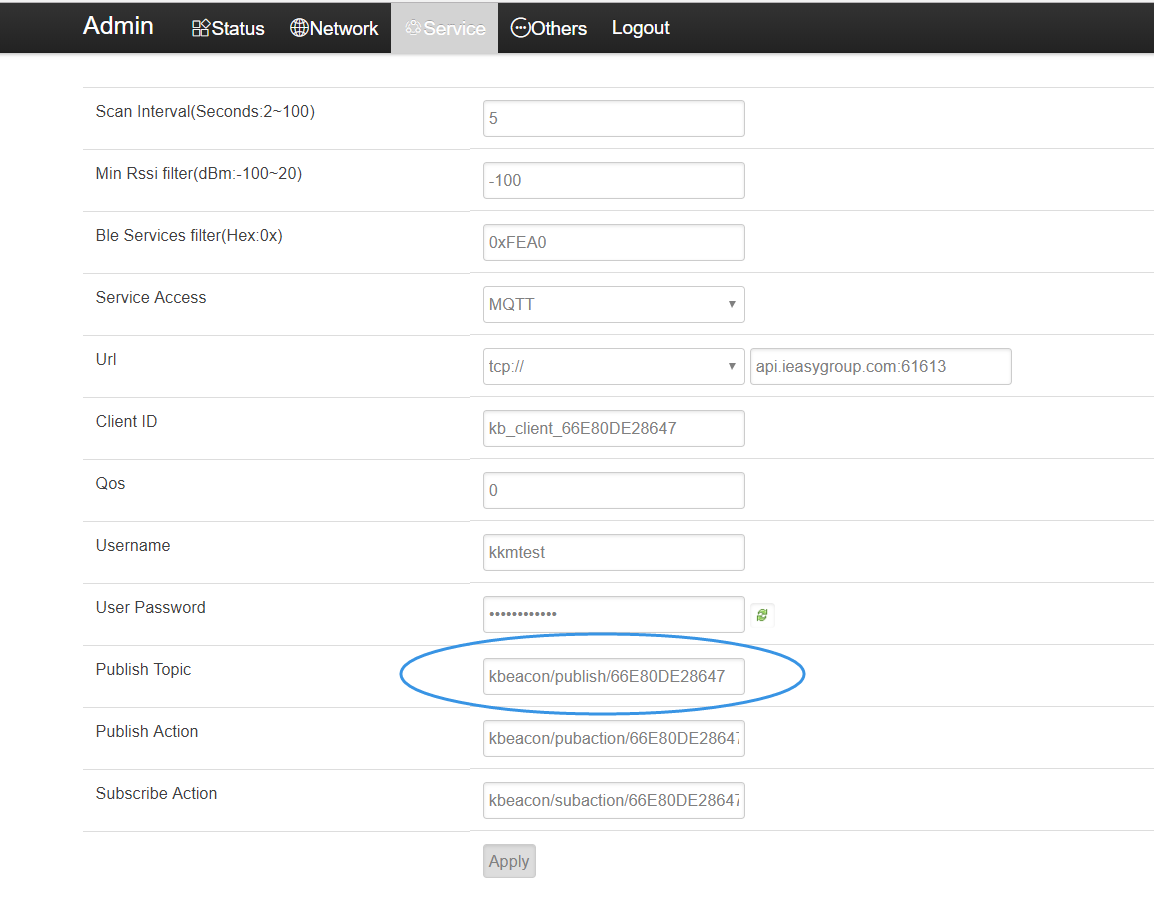 Admin Status Network Service Others Logout
Scan Interval(Seconds:2~100) 5
Min Rssi filter(dBm:-100~20) -100
Ble Services filter(Hex:0x) 0xFEA0
Service Access MQTT
Url tcp:// api.ieasygroup.com:61613
Client ID kb_client_66E80DE28647
Qos 0
Username kkmtest
User Password ••••••••••••
Publish Topic kbeacon/publish/66E80DE28647
Publish Action kbeacon/pubaction/66E80DE28647
Subscribe Action kbeacon/subaction/66E80DE28647
Apply